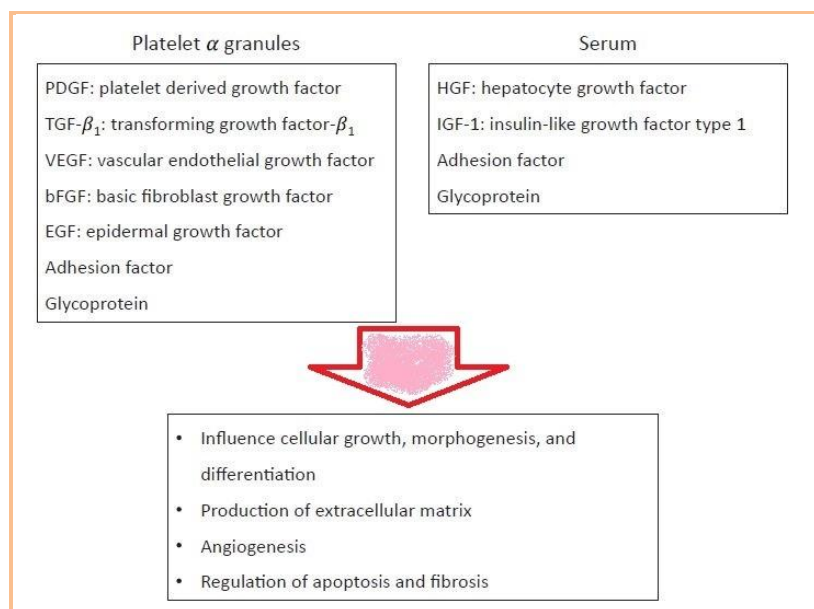 Platelet α granules
PDGF: platelet derived growth factor
TGF-β₁: transforming growth factor-β₁
VEGF: vascular endothelial growth factor
bFGF: basic fibroblast growth factor
EGF: epidermal growth factor
Adhesion factor
Glycoprotein
Serum
HGF: hepatocyte growth factor
IGF-1: insulin-like growth factor type 1
Adhesion factor
Glycoprotein
• Influence cellular growth, morphogenesis, and
differentiation
• Production of extracellular matrix
• Angiogenesis
• Regulation of apoptosis and fibrosis